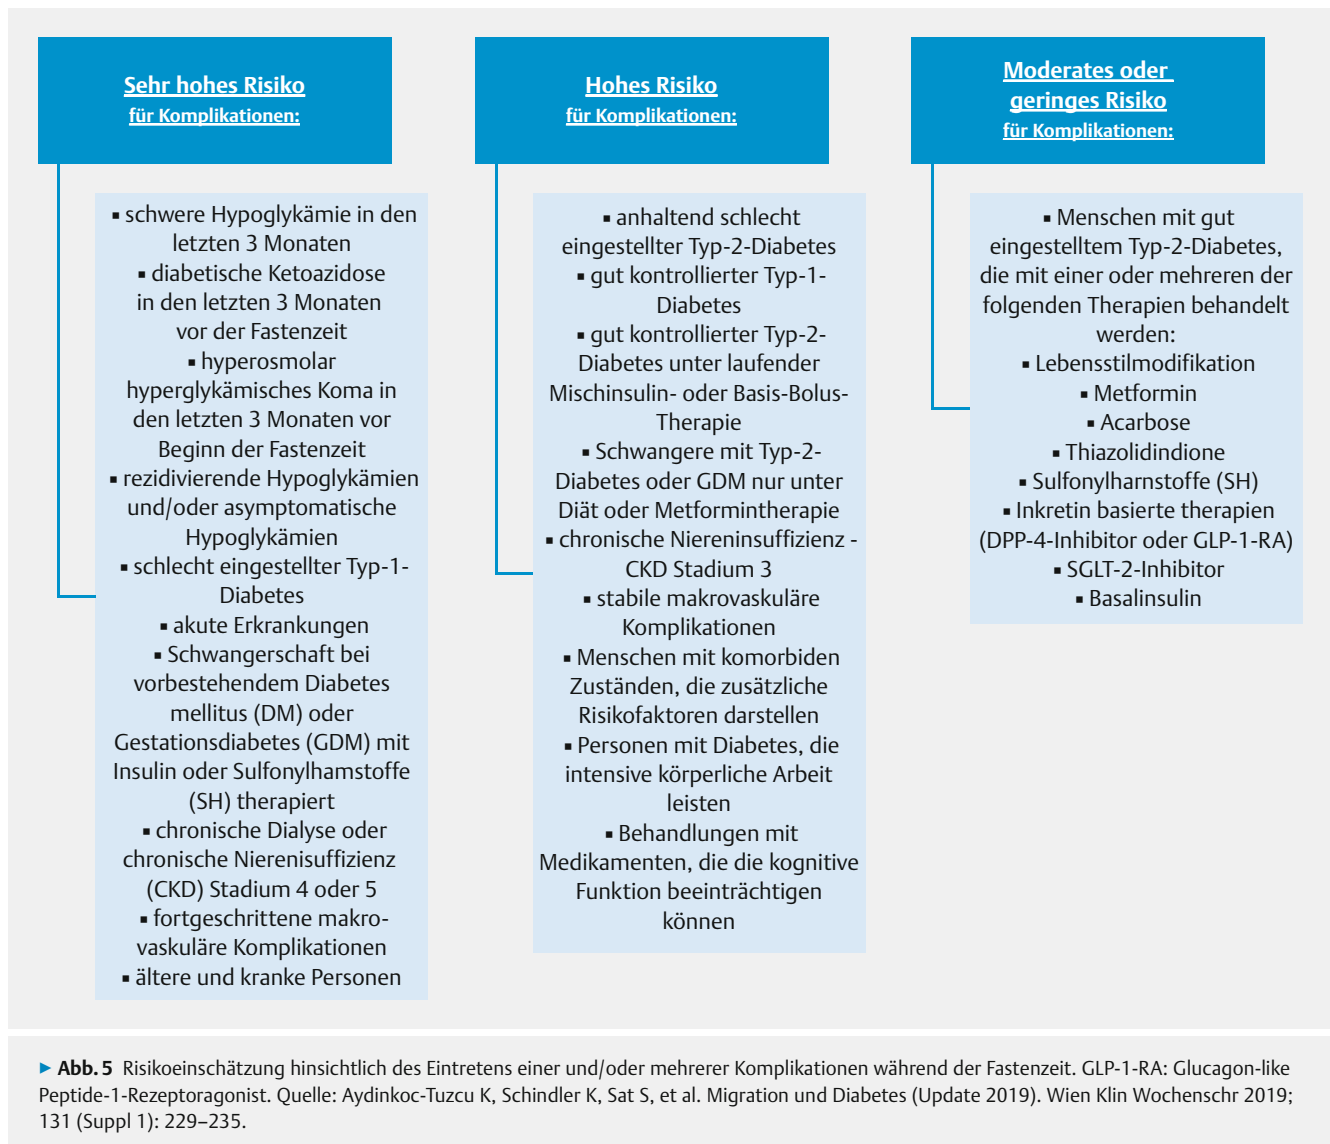 Sehr hohes Risiko
für Komplikationen:
▪ schwere Hypoglykämie in den
letzten 3 Monaten
▪ diabetische Ketoazidose
in den letzten 3 Monaten
vor der Fastenzeit
▪ hyperosmolar
hyperglykämisches Koma in
den letzten 3 Monaten vor
Beginn der Fastenzeit
▪ rezidivierende Hypoglykämien
und/oder asymptomatische
Hypoglykämien
▪ schlecht eingestellter Typ-1-
Diabetes
▪ akute Erkrankungen
▪ Schwangerschaft bei
vorbestehendem Diabetes
mellitus (DM) oder
Gestationsdiabetes (GDM) mit
Insulin oder Sulfonylhamstoffe
(SH) therapiert
▪ chronische Dialyse oder
chronische Nierenisuffizienz
(CKD) Stadium 4 oder 5
▪ fortgeschrittene makro-
vaskuläre Komplikationen
▪ ältere und kranke Personen
Hohes Risiko
für Komplikationen:
▪ anhaltend schlecht
eingestellter Typ-2-Diabetes
▪ gut kontrollierter Typ-1-
Diabetes
▪ gut kontrollierter Typ-2-
Diabetes unter laufender
Mischinsulin- oder Basis-Bolus-
Therapie
▪ Schwangere mit Typ-2-
Diabetes oder GDM nur unter
Diät oder Metformintherapie
▪ chronische Niereninsuffizienz -
CKD Stadium 3
▪ stabile makrovaskuläre
Komplikationen
▪ Menschen mit komorbiden
Zuständen, die zusätzliche
Risikofaktoren darstellen
▪ Personen mit Diabetes, die
intensive körperliche Arbeit
leisten
▪ Behandlungen mit
Medikamenten, die die kognitive
Funktion beeinträchtigen
können
Moderates oder
geringes Risiko
für Komplikationen:
▪ Menschen mit gut
eingestelltem Typ-2-Diabetes,
die mit einer oder mehreren der
folgenden Therapien behandelt
werden:
▪ Lebensstilmodifikation
▪ Metformin
▪ Acarbose
▪ Thiazolidindione
▪ Sulfonylharnstoffe (SH)
▪ Inkretin basierte therapien
(DPP-4-Inhibitor oder GLP-1-RA)
▪ SGLT-2-Inhibitor
▪ Basalinsulin
► Abb. 5 Risikoeinschätzung hinsichtlich des Eintretens einer und/oder mehrerer Komplikationen während der Fastenzeit. GLP-1-RA: Glucagon-like
Peptide-1-Rezeptoragonist. Quelle: Aydinkoc-Tuzcu K, Schindler K, Sat S, et al. Migration und Diabetes (Update 2019). Wien Klin Wochenschr 2019;
131 (Suppl 1): 229–235.